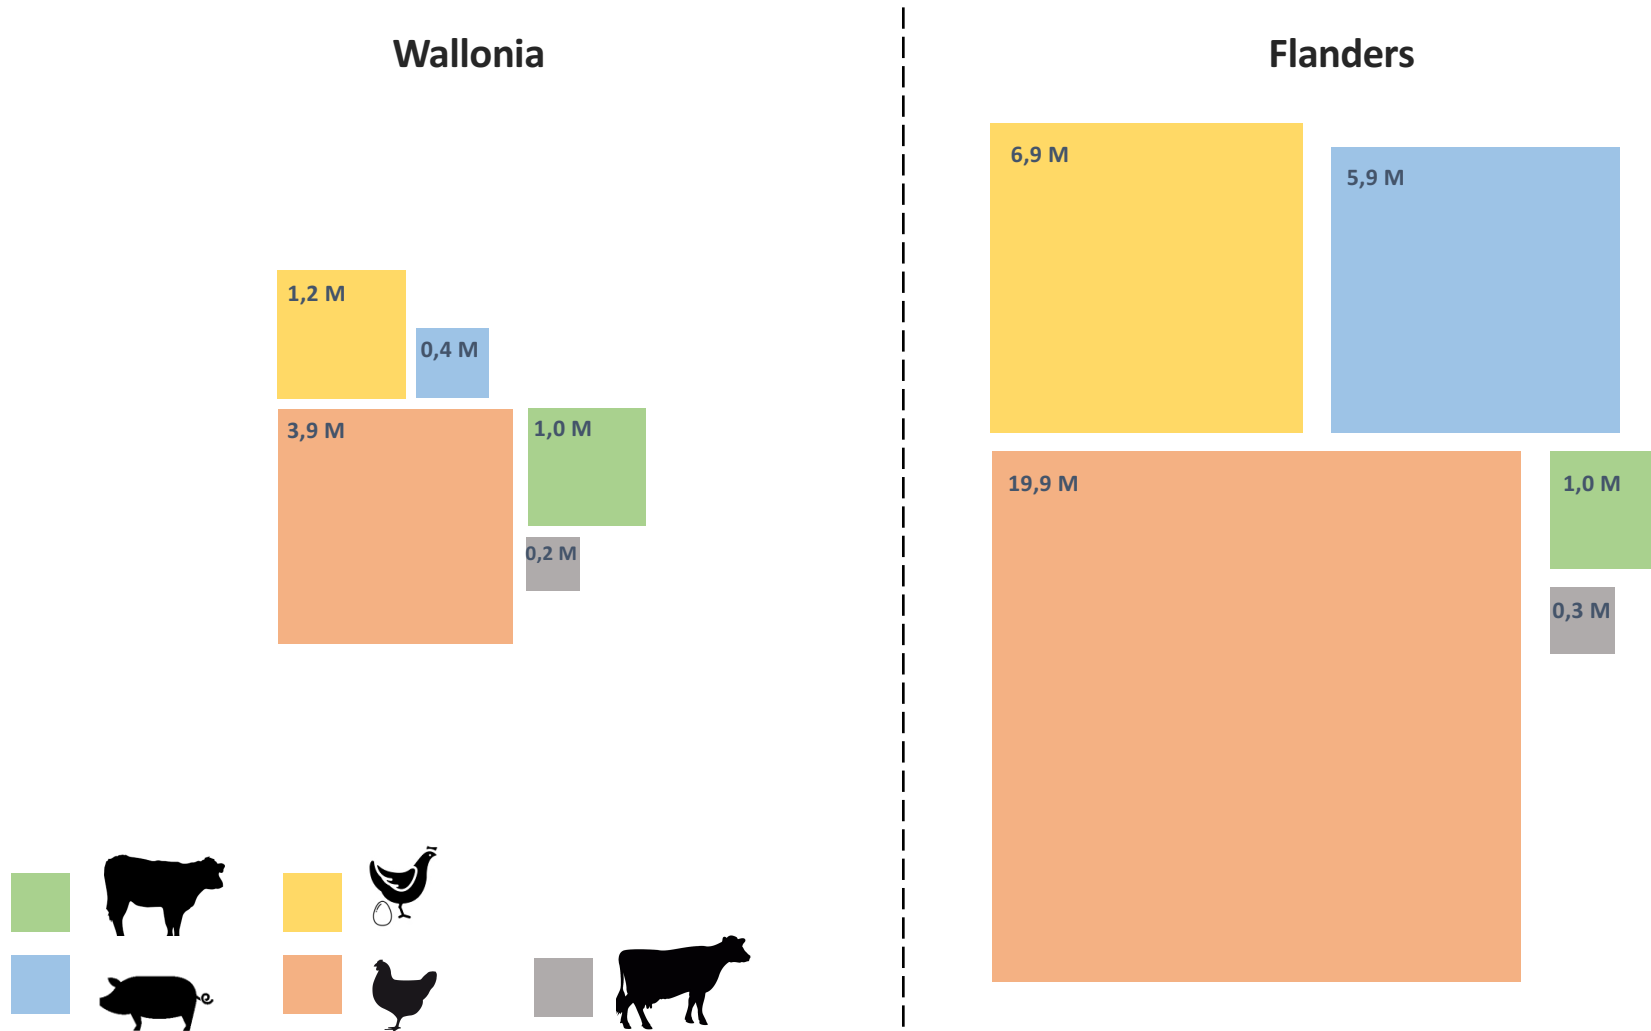 Wallonia
1,2 M
0,4 M
3,9 M
1,0 M
0,2 M
Flanders
6,9 M
5,9 M
19,9 M
1,0 M
0,3 M